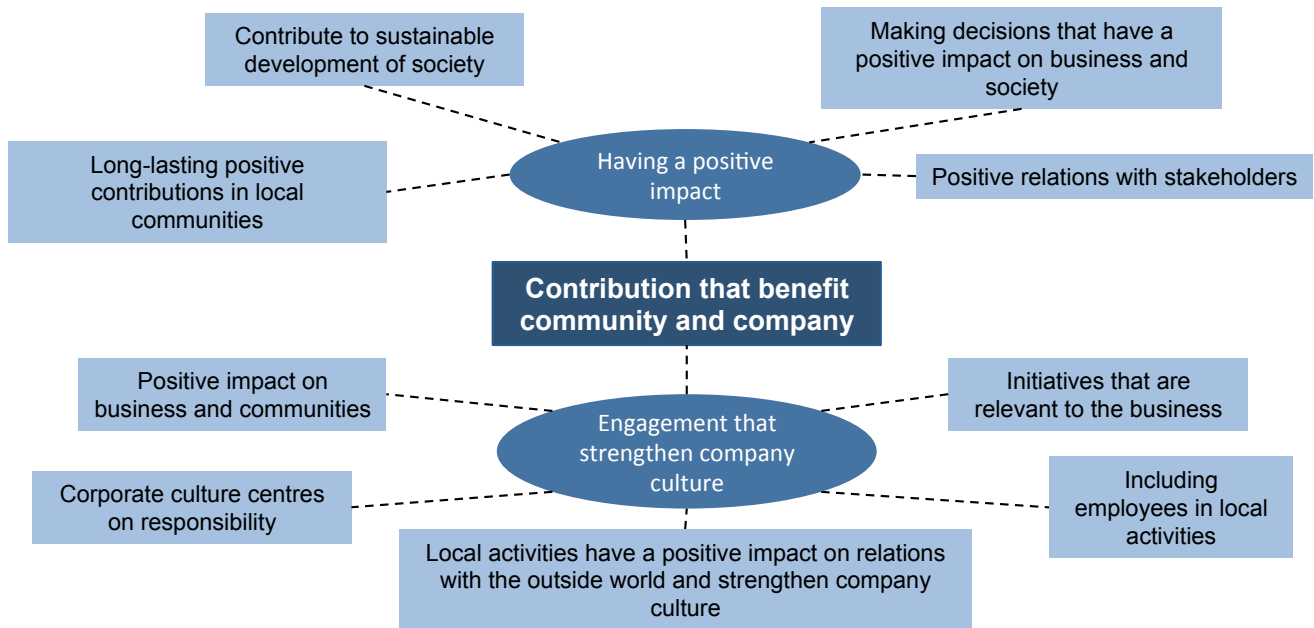 Contribute to sustainable
development of society
Making decisions that have a
positive impact on business and
society
Long-lasting positive
contributions in local
communities
Having a positive
impact
Positive relations with stakeholders
Contribution that benefit
community and company
Positive impact on
business and communities
Initiatives that are
relevant to the business
Engagement that
strengthen company
culture
Corporate culture centres
on responsibility
Including
employees in local
activities
Local activities have a positive impact on relations
with the outside world and strengthen company
culture